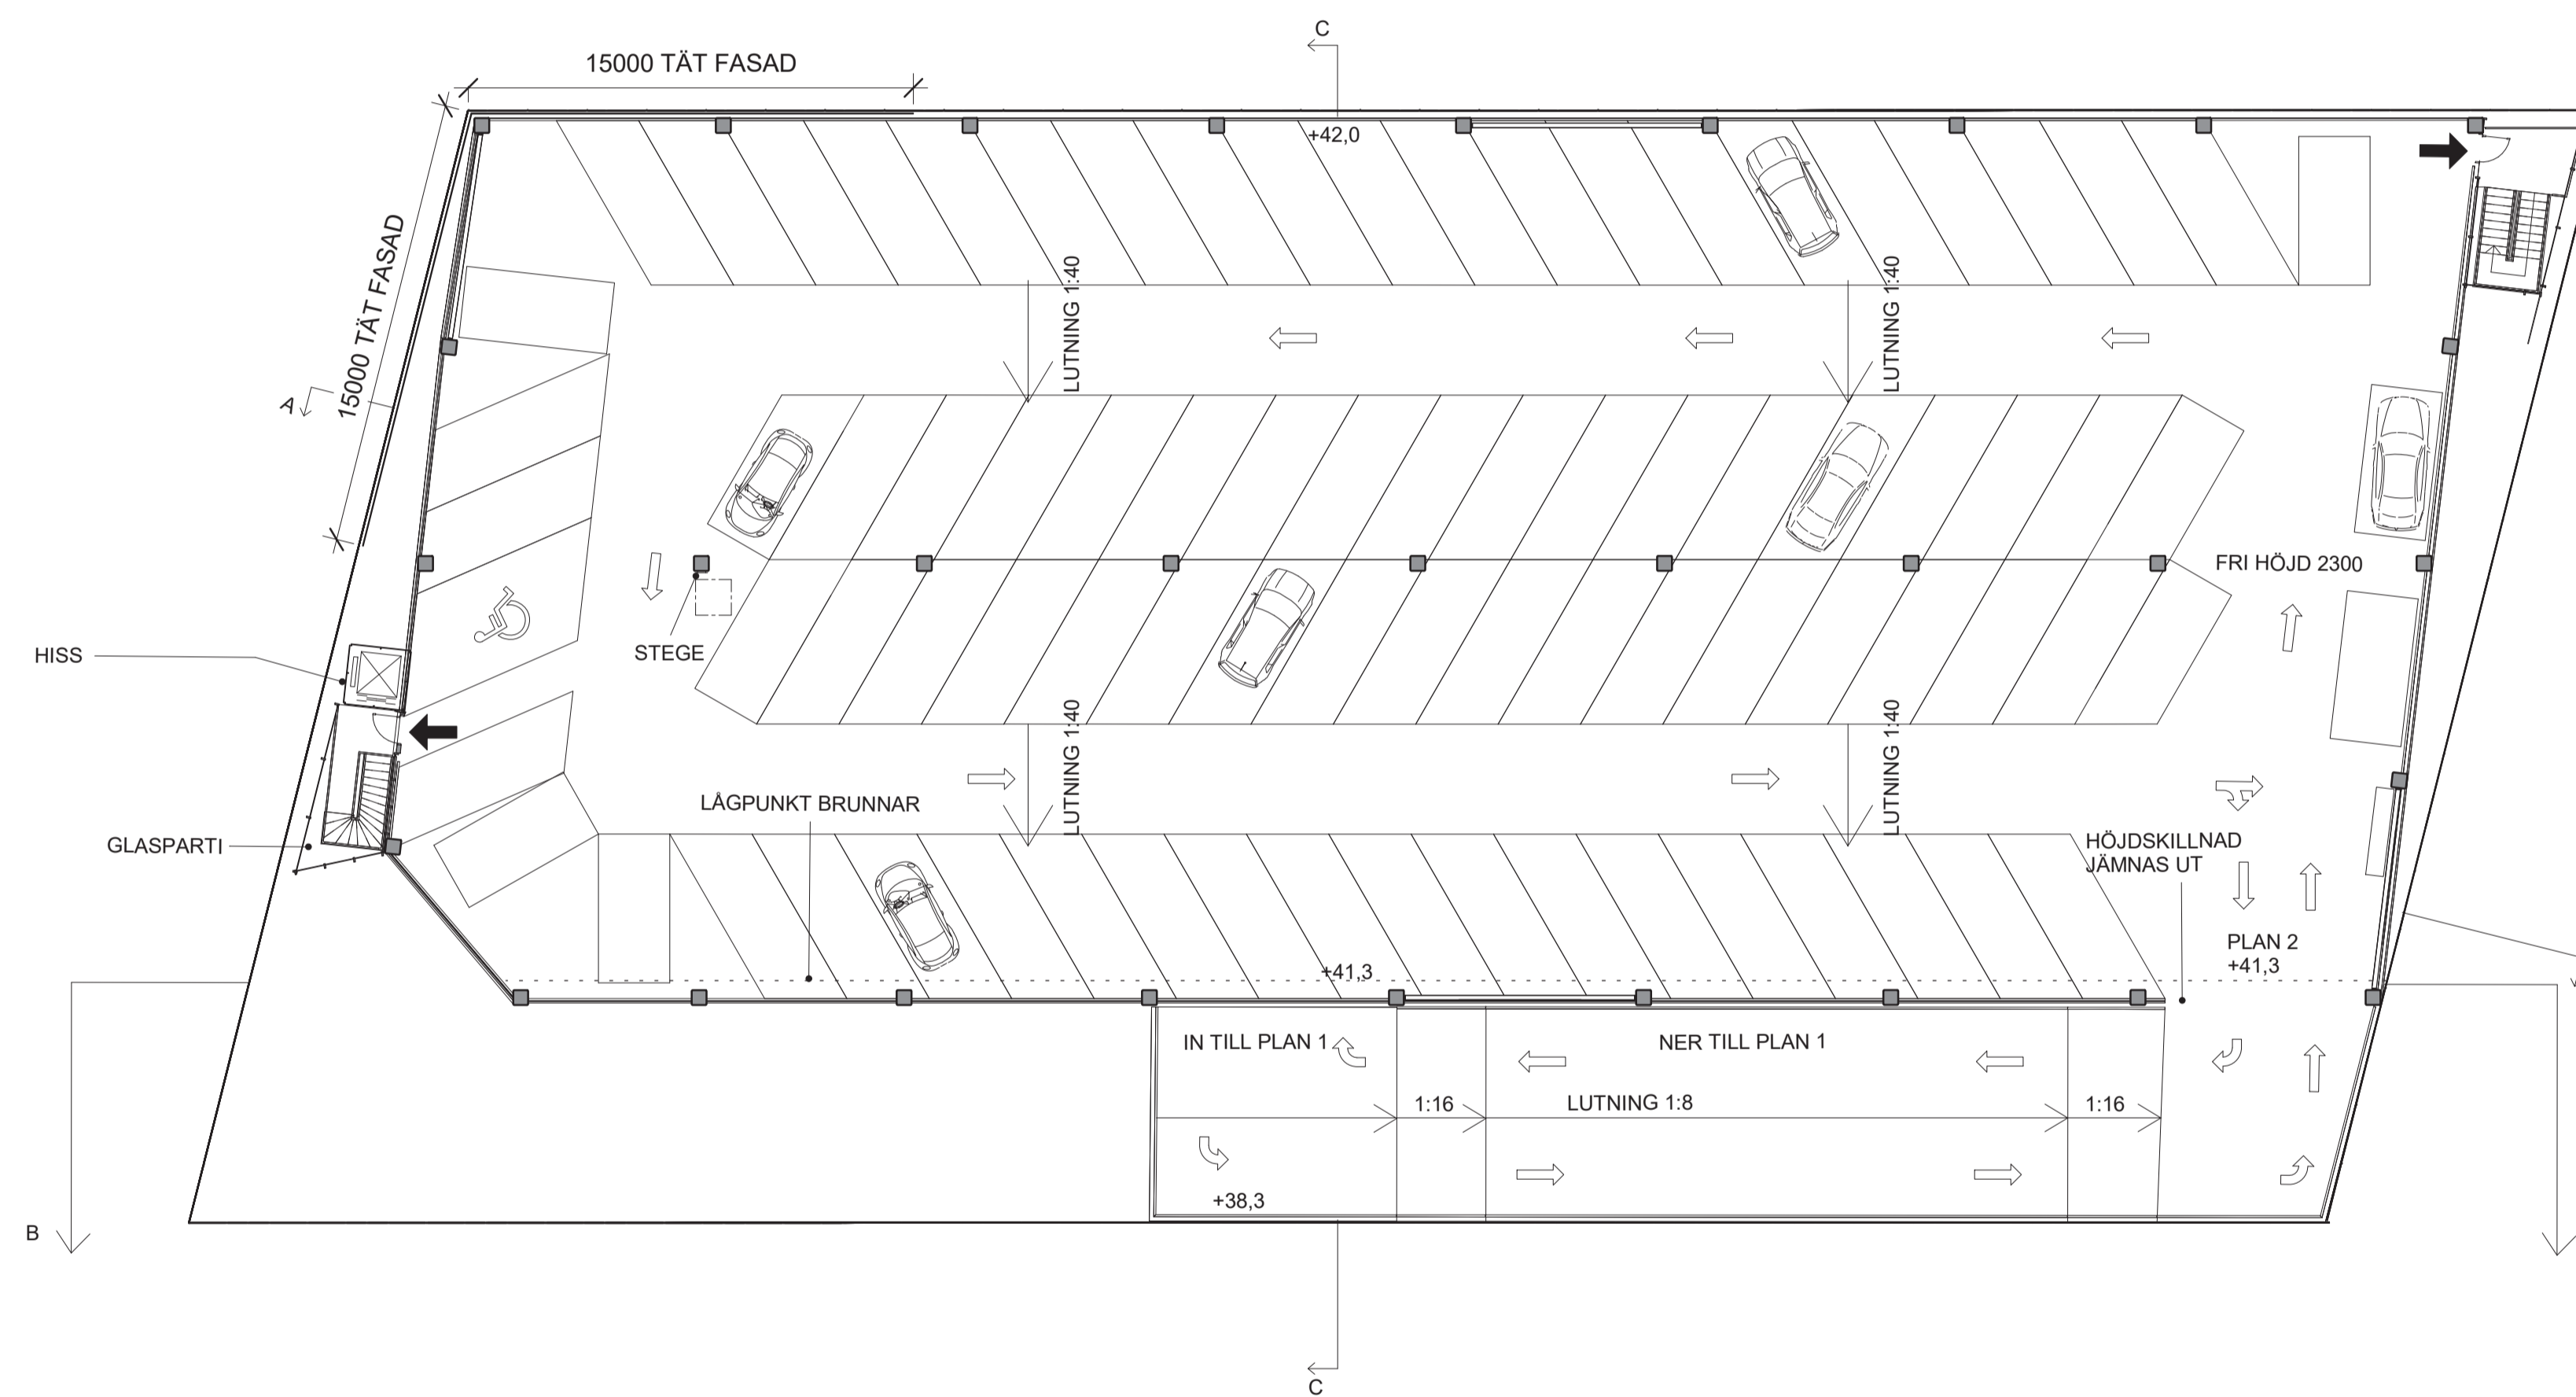 C
15000 TÄT FASAD
+42,0
15000 TÄT FASAD
LUTNING 1:40
LUTNING 1:40
A
FRI HÖJD 2300
HISS
STEGE
LUTNING 1:40
LUTNING 1:40
LÅGPUNKT BRUNNAR
GLASPARTI
HÖJDSKILLNAD
JÄMNAS UT
PLAN 2
+41,3
+41,3
IN TILL PLAN 1
NER TILL PLAN 1
1:16
LUTNING 1:8
1:16
+38,3
B
C